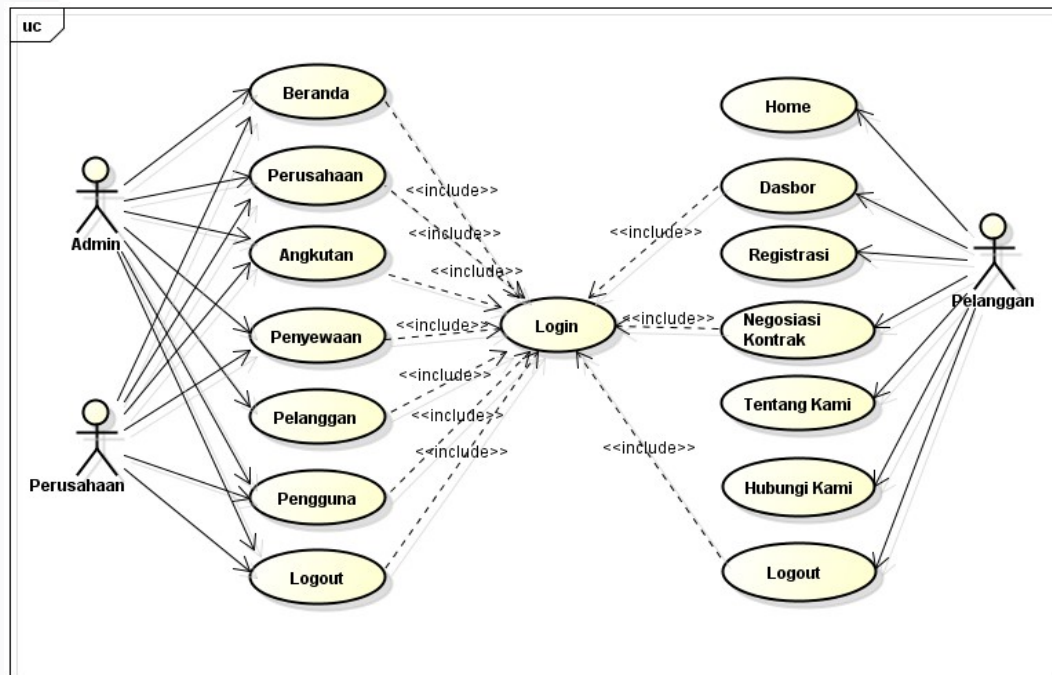 uc
Beranda
Perusahaan
Angkutan
Penyewaan
Pelanggan
Pengguna
Logout
Admin
Perusahaan
<<include>>
<<include>>
<<include>>
<<include>>
<<include>>
<<include>>
<<include>>
Login
<<include>>
<<include>>
<<include>>
Home
Dasbor
Registrasi
Negosiasi
Kontrak
Tentang Kami
Hubungi Kami
Logout
Pelanggan